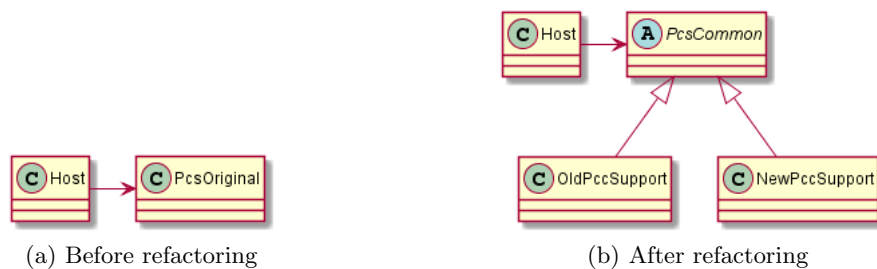 C Host
A PcsCommon
C Host
C PcsOriginal
C OldPccSupport
C NewPccSupport
(a) Before refactoring
(b) After refactoring